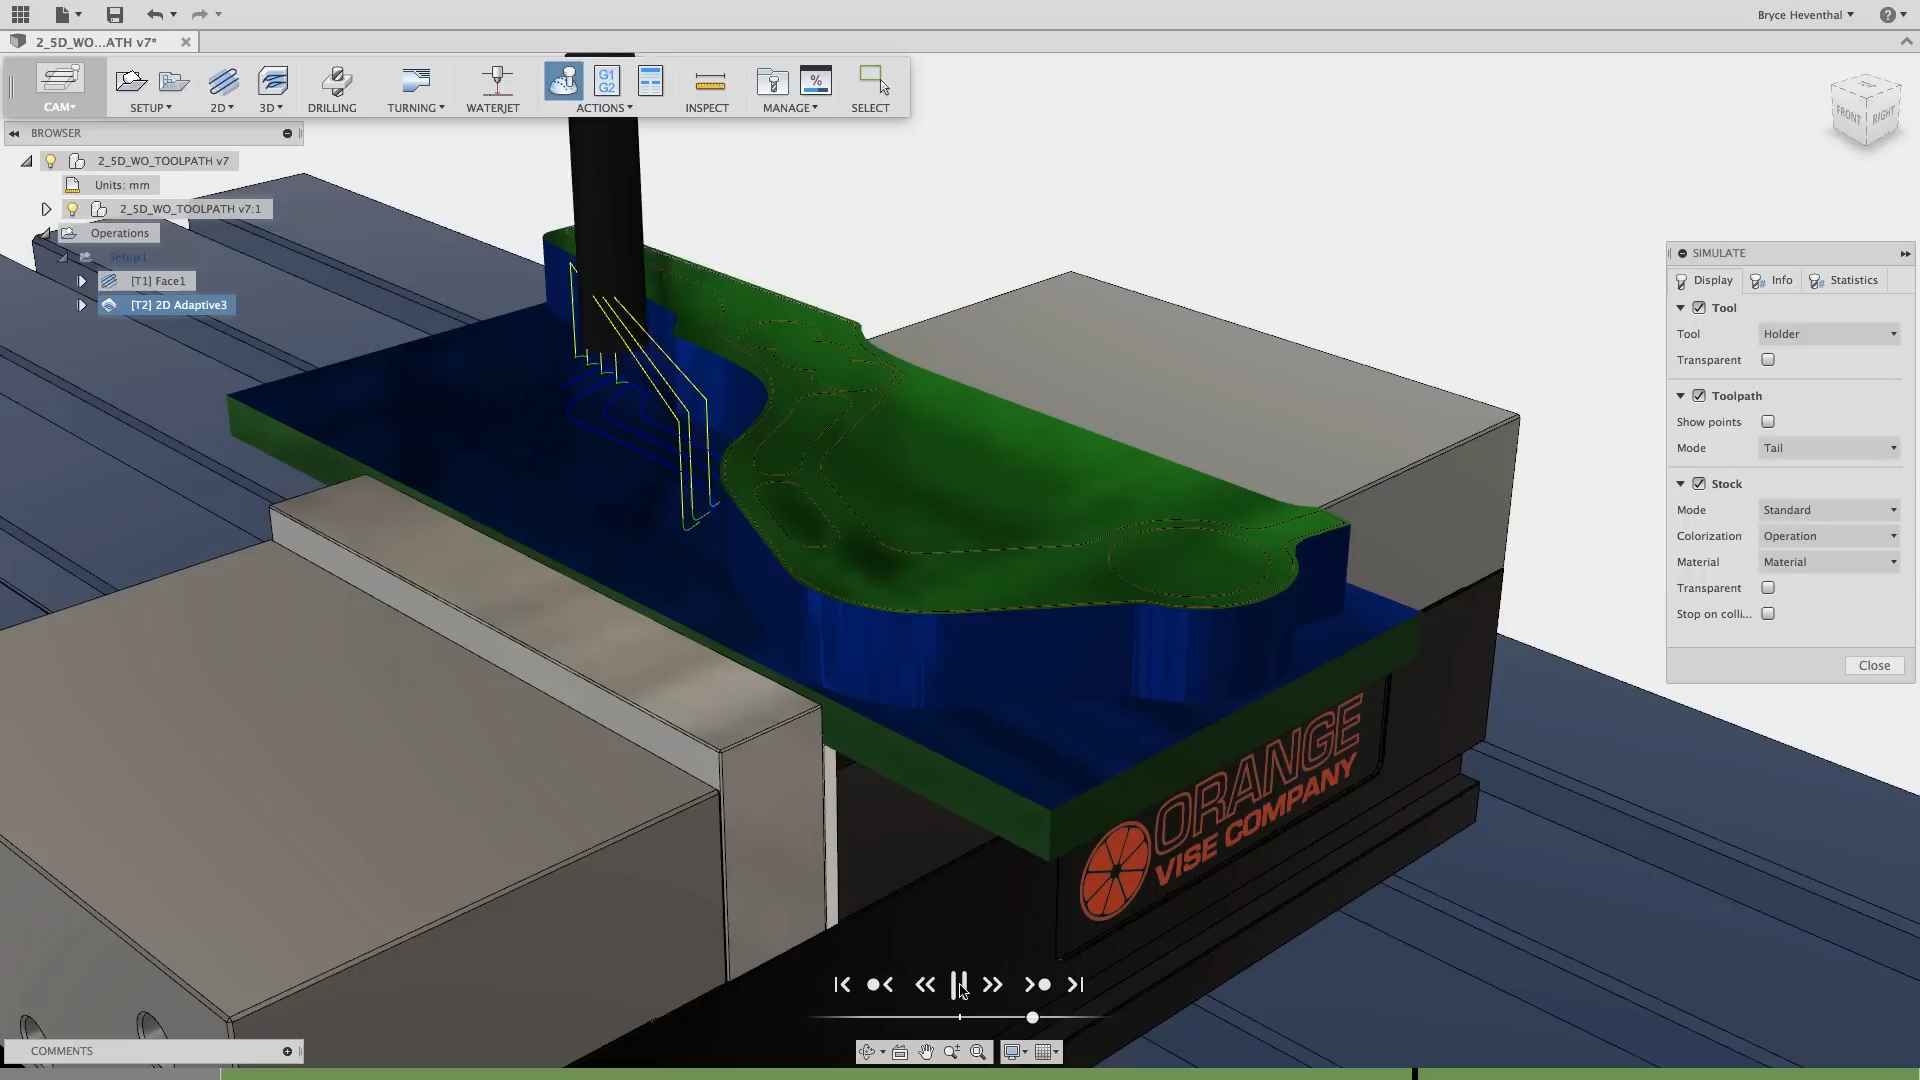 Bryce Heventhal
2_5D_WO...ATH v7*
G1
G2
%
CAM
SETUP
2D
3D
DRILLING
TURNING
WATERJET
ACTIONS
INSPECT
MANAGE
SELECT
FRONT
RIGHT
BROWSER
2_5D_WO_TOOLPATH v7
Units: mm
2_5D_WO_TOOLPATH v7:1
Operations
Setup1
[T1] Face1
[T2] 2D Adaptive3
SIMULATE
Display
Info
Statistics
Tool
Tool Holder
Transparent
Toolpath
Show points
Mode Tail
Stock
Mode Standard
Colorization Operation
Material Material
Transparent
Stop on colli...
Close
ORANGE
VISE COMPANY
COMMENTS